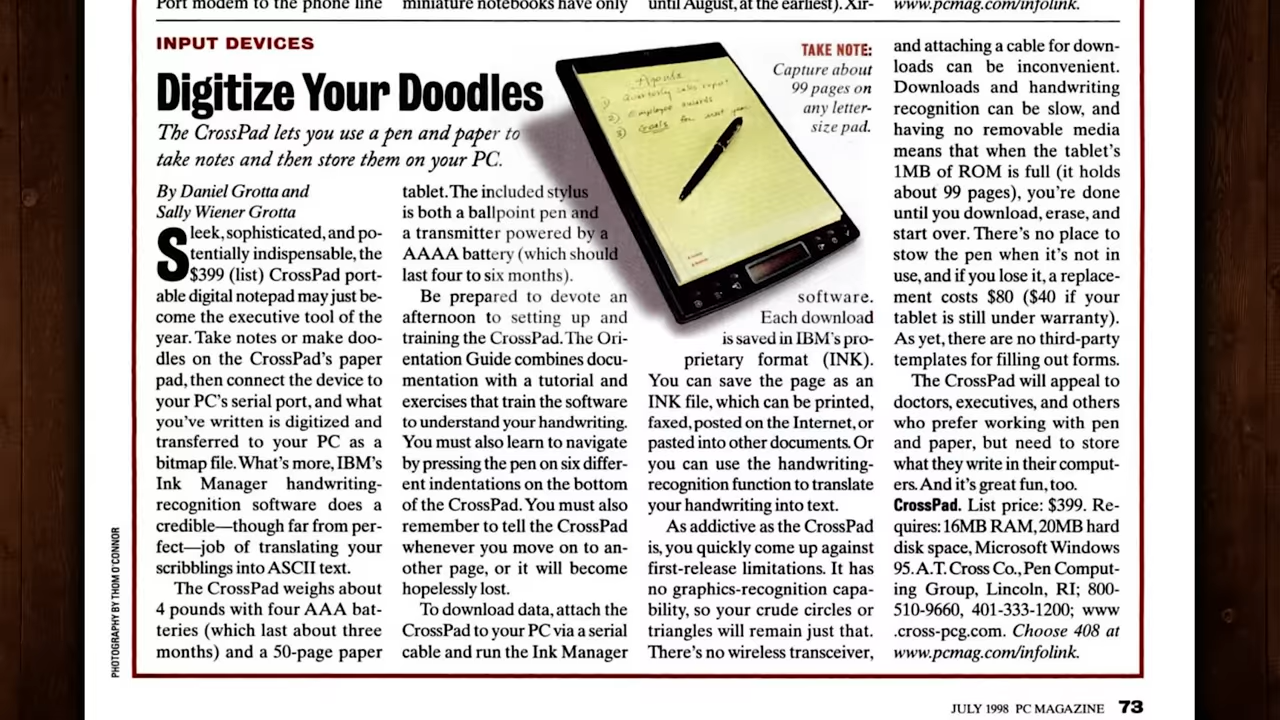 Port modem to the phone line
miniature notebooks have only
until August, at the earliest). Xir-
www.pcmag.com/infolink.
INPUT DEVICES
Digitize Your Doodles
The CrossPad lets you use a pen and paper to
take notes and then store them on your PC.
By Daniel Grotta and
Sally Wiener Grotta
Sleek, sophisticated, and po-
tentially indispensable, the
$399 (list) CrossPad port-
able digital notepad may just be-
come the executive tool of the
year. Take notes or make doo-
dles on the CrossPad's paper
pad, then connect the device to
your PC's serial port, and what
you've written is digitized and
transferred to your PC as a
bitmap file. What's more, IBM's
Ink Manager handwriting-
recognition software does a
credible—though far from per-
fect—job of translating your
scribblings into ASCII text.
The CrossPad weighs about
4 pounds with four AAA bat-
teries (which last about three
months) and a 50-page paper
tablet. The included stylus
is both a ballpoint pen and
a transmitter powered by a
AAAA battery (which should
last four to six months).
Be prepared to devote an
afternoon to setting up and
training the CrossPad. The Ori-
entation Guide combines docu-
mentation with a tutorial and
exercises that train the software
to understand your handwriting.
You must also learn to navigate
by pressing the pen on six differ-
ent indentations on the bottom
of the CrossPad. You must also
remember to tell the CrossPad
whenever you move on to an-
other page, or it will become
hopelessly lost.
To download data, attach the
CrossPad to your PC via a serial
cable and run the Ink Manager
Agenda
1) Quarterly sales report
2) Employee awards
3) Goals for next year
TAKE NOTE:
Capture about
99 pages on
any letter-
size pad.
software.
Each download
is saved in IBM's pro-
prietary format (INK).
You can save the page as an
INK file, which can be printed,
faxed, posted on the Internet, or
pasted into other documents. Or
you can use the handwriting-
recognition function to translate
your handwriting into text.
As addictive as the CrossPad
is, you quickly come up against
first-release limitations. It has
no graphics-recognition capa-
bility, so your crude circles or
triangles will remain just that.
There's no wireless transceiver,
and attaching a cable for down-
loads can be inconvenient.
Downloads and handwriting
recognition can be slow, and
having no removable media
means that when the tablet's
1MB of ROM is full (it holds
about 99 pages), you're done
until you download, erase, and
start over. There's no place to
stow the pen when it's not in
use, and if you lose it, a replace-
ment costs $80 ($40 if your
tablet is still under warranty).
As yet, there are no third-party
templates for filling out forms.
The CrossPad will appeal to
doctors, executives, and others
who prefer working with pen
and paper, but need to store
what they write in their comput-
ers. And it's great fun, too.
CrossPad. List price: $399. Re-
quires: 16MB RAM, 20MB hard
disk space, Microsoft Windows
95. A.T. Cross Co., Pen Comput-
ing Group, Lincoln, RI; 800-
510-9660, 401-333-1200; www
.cross-pcg.com. Choose 408 at
www.pcmag.com/infolink.
PHOTOGRAPHY BY THOM O'CONNOR
JULY 1998 PC MAGAZINE 73